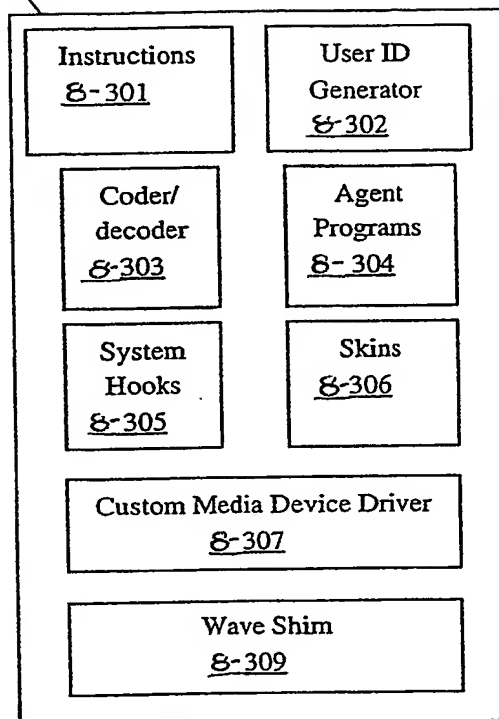 Instructions
8-301
User ID
Generator
8-302
Coder/
decoder
8-303
Agent
Programs
8-304
System
Hooks
8-305
Skins
8-306
Custom Media Device Driver
8-307
Wave Shim
8-309